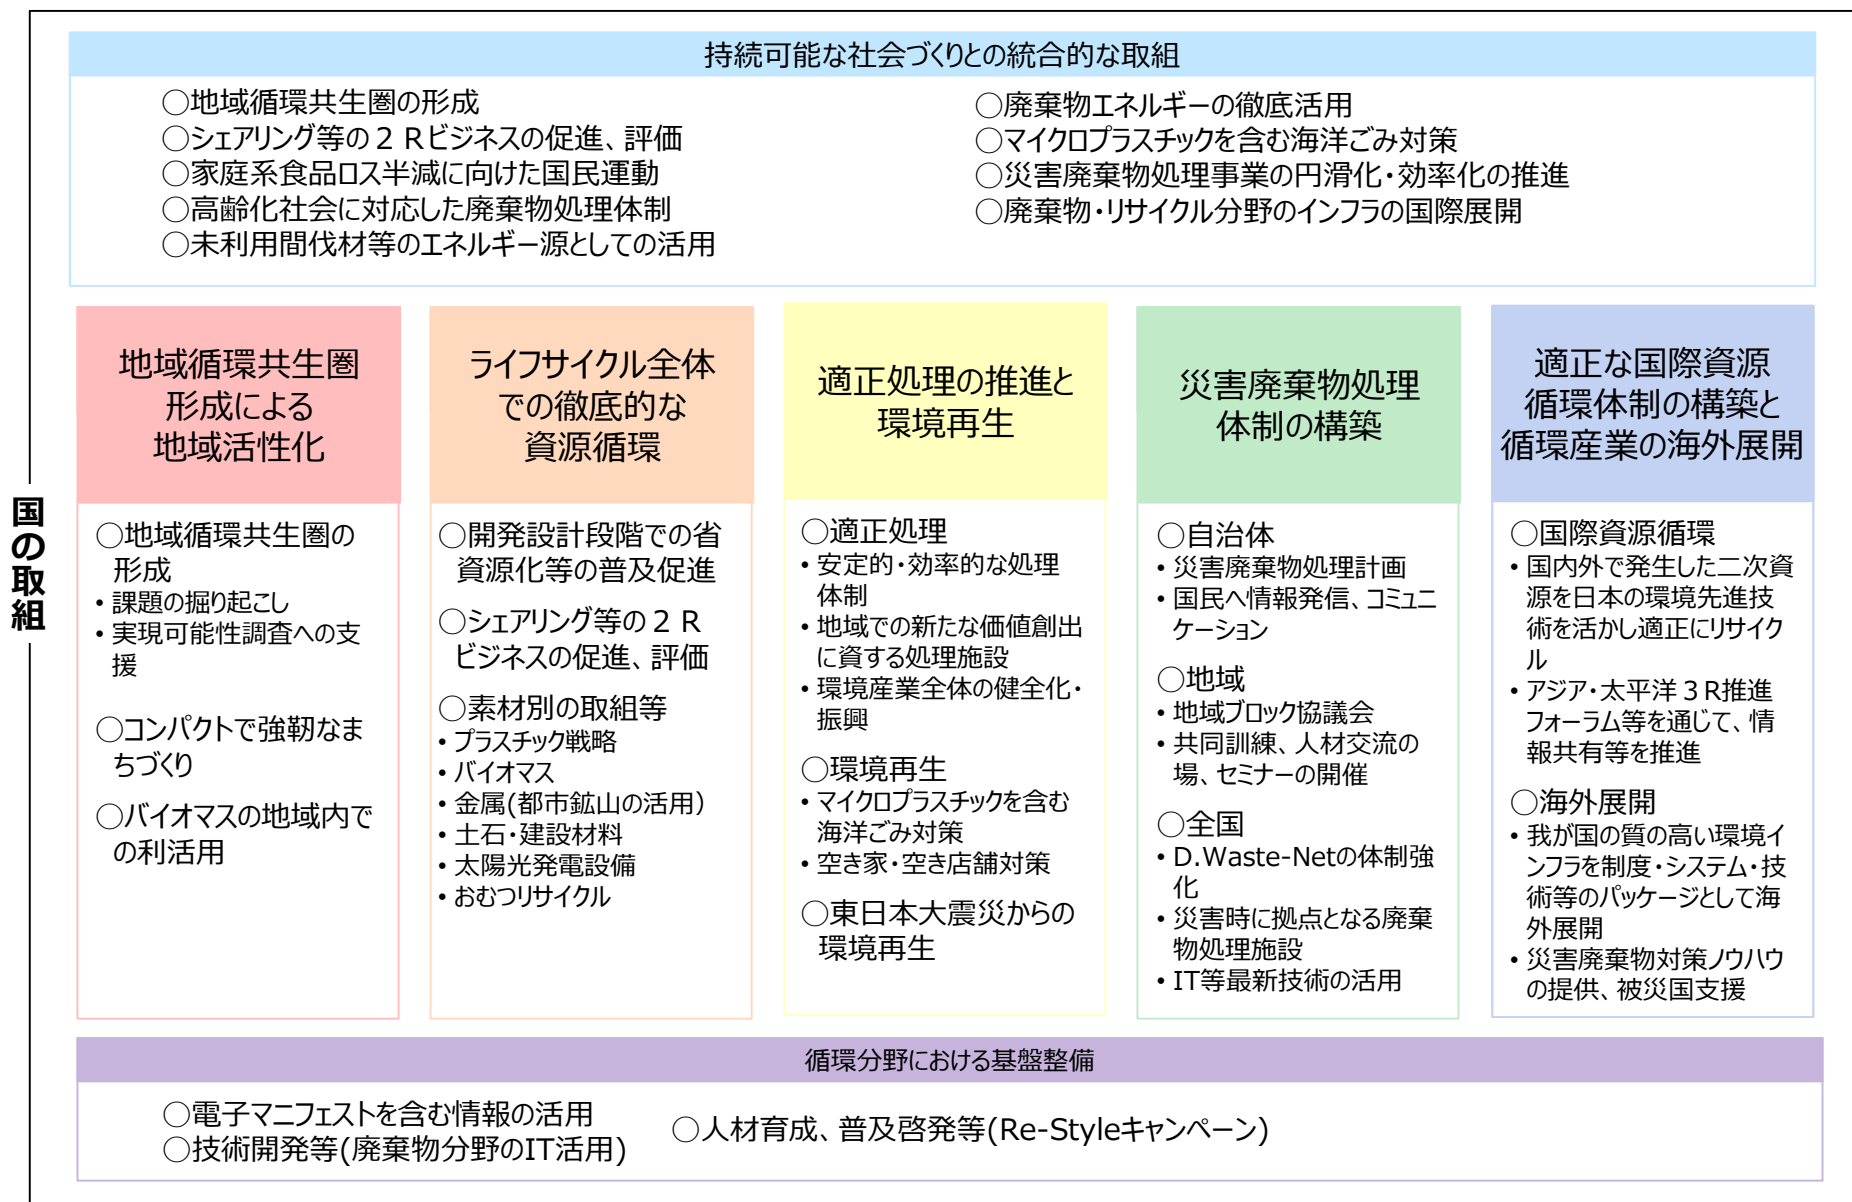 国の取組
持続可能な社会づくりとの統合的な取組
○地域循環共生圏の形成
○シェアリング等の２Ｒビジネスの促進、評価
○家庭系食品ロス半減に向けた国民運動
○高齢化社会に対応した廃棄物処理体制
○未利用間伐材等のエネルギー源としての活用
○廃棄物エネルギーの徹底活用
○マイクロプラスチックを含む海洋ごみ対策
○災害廃棄物処理事業の円滑化・効率化の推進
○廃棄物・リサイクル分野のインフラの国際展開
地域循環共生圏
形成による
地域活性化
○地域循環共生圏の
形成
• 課題の掘り起こし
• 実現可能性調査への支
援
○コンパクトで強靭なま
ちづくり
○バイオマスの地域内で
の利活用
ライフサイクル全体
での徹底的な
資源循環
○開発設計段階での省
資源化等の普及促進
○シェアリング等の２Ｒ
ビジネスの促進、評価
○素材別の取組等
• プラスチック戦略
• バイオマス
• 金属(都市鉱山の活用）
• 土石・建設材料
• 太陽光発電設備
• おむつリサイクル
適正処理の推進と
環境再生
○適正処理
• 安定的・効率的な処理
体制
• 地域での新たな価値創出
に資する処理施設
• 環境産業全体の健全化・
振興
○環境再生
• マイクロプラスチックを含む
海洋ごみ対策
• 空き家・空き店舗対策
○東日本大震災からの
環境再生
災害廃棄物処理
体制の構築
○自治体
• 災害廃棄物処理計画
• 国民へ情報発信、コミュニ
ケーション
○地域
• 地域ブロック協議会
• 共同訓練、人材交流の
場、セミナーの開催
○全国
• D.Waste-Netの体制強
化
• 災害時に拠点となる廃棄
物処理施設
• IT等最新技術の活用
適正な国際資源
循環体制の構築と
循環産業の海外展開
○国際資源循環
• 国内外で発生した二次資
源を日本の環境先進技
術を活かし適正にリサイク
ル
• アジア・太平洋３Ｒ推進
フォーラム等を通じて、情
報共有等を推進
○海外展開
• 我が国の質の高い環境イ
ンフラを制度・システム・技
術等のパッケージとして海
外展開
• 災害廃棄物対策ノウハウ
の提供、被災国支援
循環分野における基盤整備
○電子マニフェストを含む情報の活用
○技術開発等(廃棄物分野のIT活用)
○人材育成、普及啓発等(Re-Styleキャンペーン)